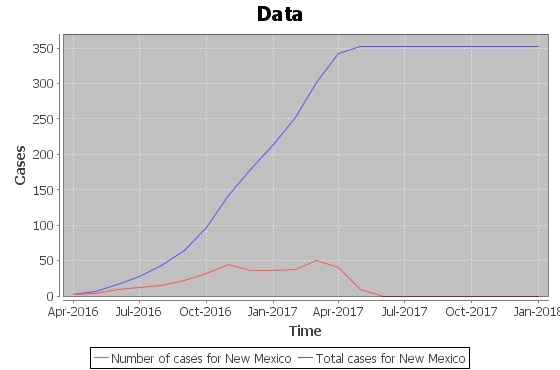 Data
350
300
250
200
150
100
50
0
Cases
Apr-2016 Jul-2016 Oct-2016 Jan-2017 Apr-2017 Jul-2017 Oct-2017 Jan-2018
Time
Number of cases for New Mexico Total cases for New Mexico